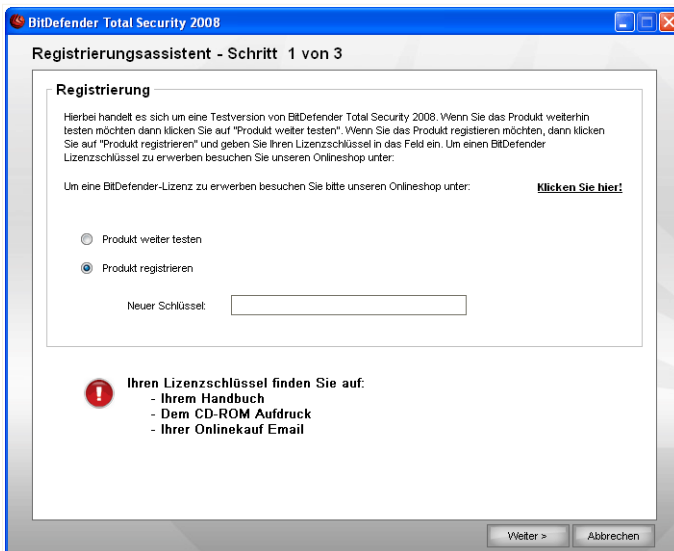 BitDefender Total Security 2008
Registrierungsassistent - Schritt 1 von 3
Registrierung
Hierbei handelt es sich um eine Testversion von BitDefender Total Security 2008. Wenn Sie das Produkt weiterhin
testen möchten dann klicken Sie auf "Produkt weiter testen". Wenn Sie das Produkt registieren möchten, dann klicken
Sie auf "Produkt registrieren" und geben Sie Ihren Lizenzschlüssel in das Feld ein. Um einen BitDefender
Lizenzschlüssel zu erwerben besuchen Sie unseren Onlineshop unter:
Um eine BitDefender-Lizenz zu erwerben besuchen Sie bitte unseren Onlineshop unter: Klicken Sie hier!
Produkt weiter testen
Produkt registrieren
Neuer Schlüssel:
Ihren Lizenzschlüssel finden Sie auf:
- Ihrem Handbuch
- Dem CD-ROM Aufdruck
- Ihrer Onlinekauf Email
Weiter > Abbrechen